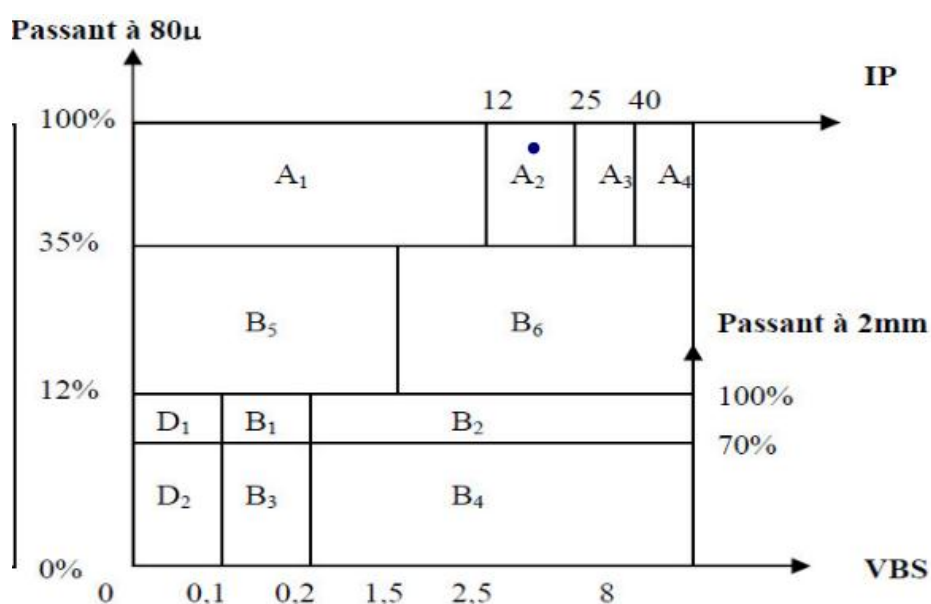 Passant à 80µ
IP
12 25 40
100%
A₁ A₂ A₃ A₄
35%
B₅ B₆ Passant à 2mm
12% 100%
D₁ B₁ B₂
70%
D₂ B₃ B₄
0% VBS
0 0,1 0,2 1,5 2,5 8